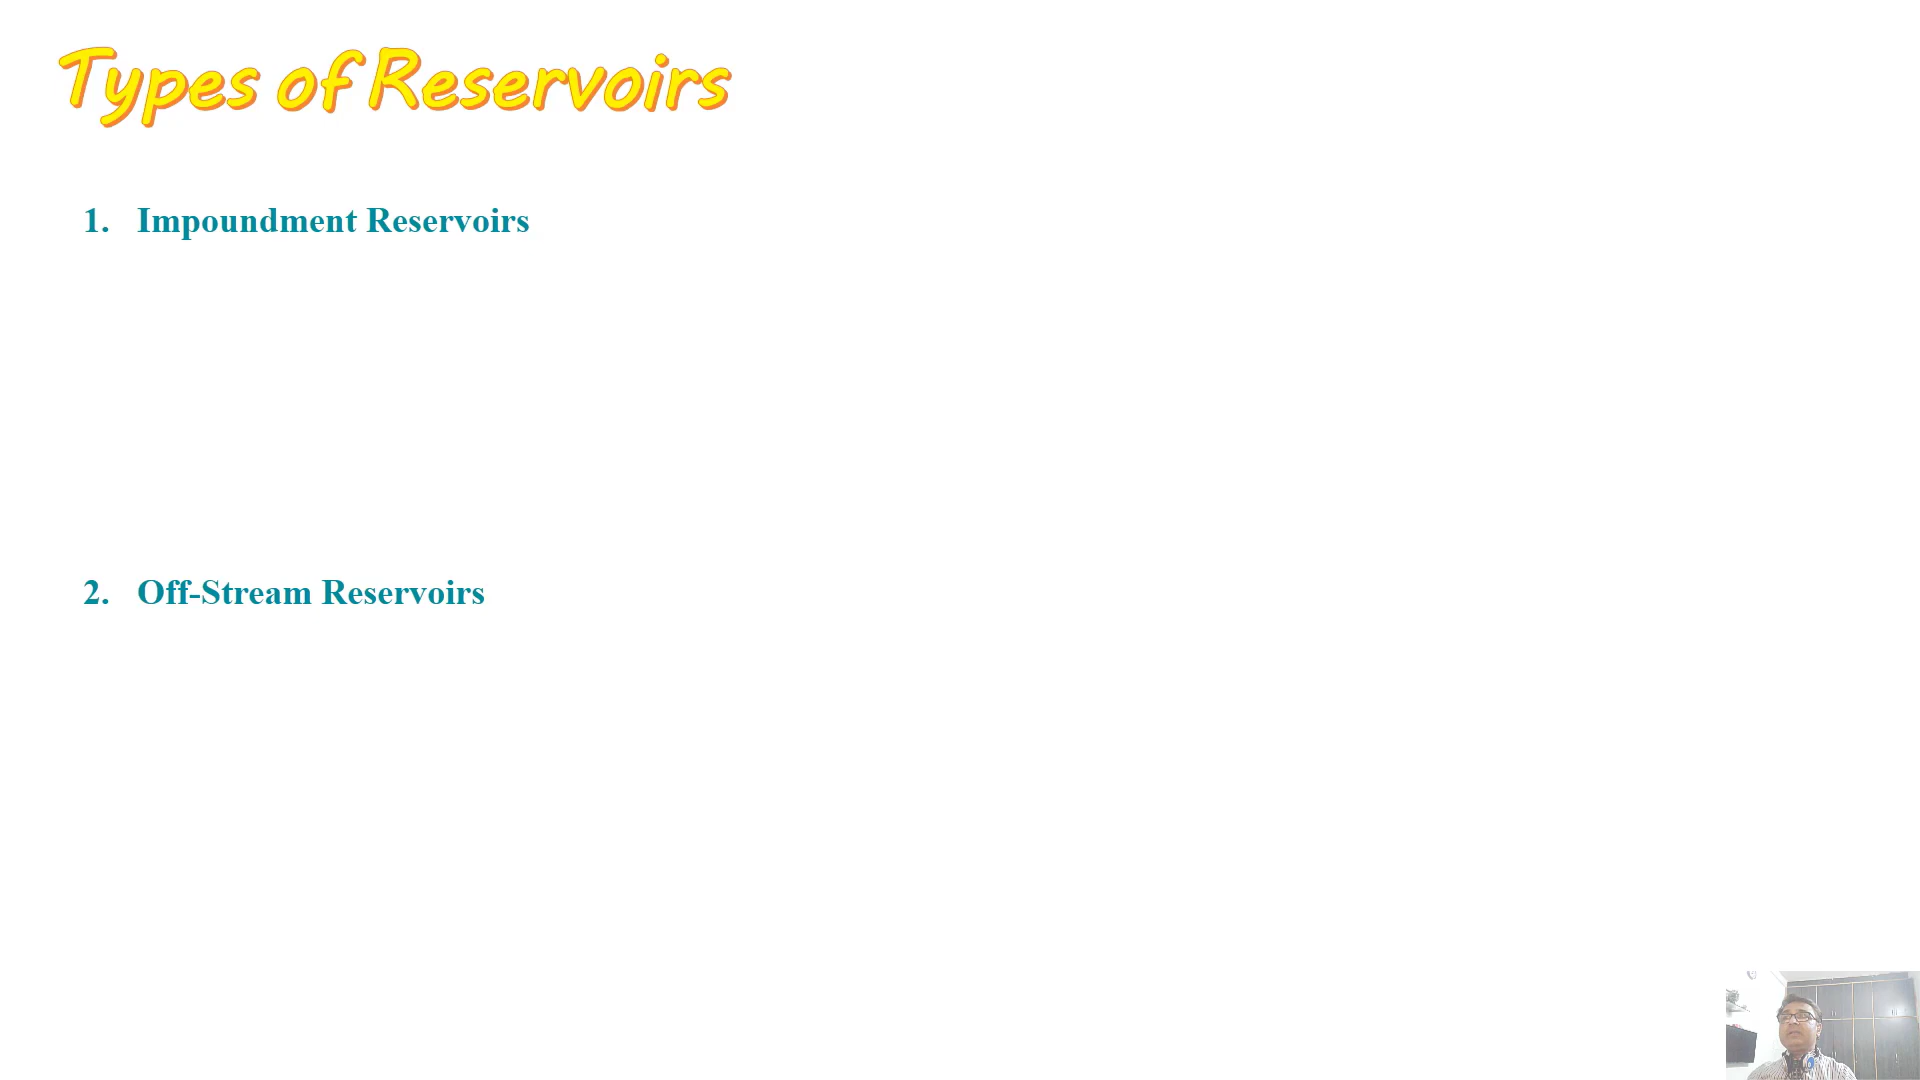 Types of Reservoirs
1. Impoundment Reservoirs
2. Off-Stream Reservoirs